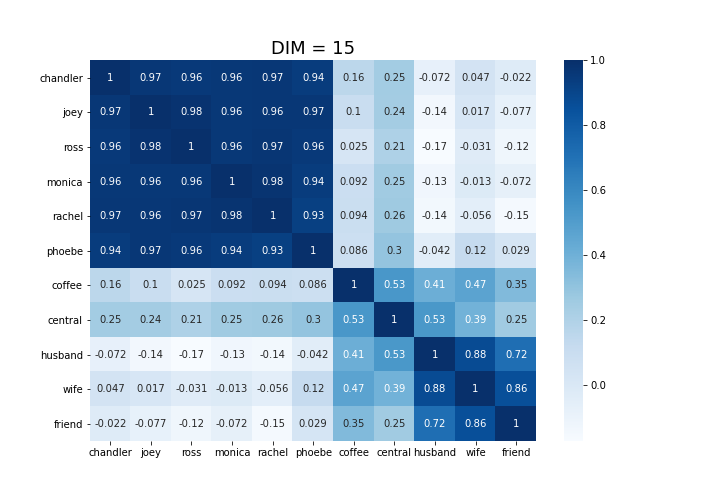 DIM = 15
chandler 1 0.97 0.96 0.96 0.97 0.94 0.16 0.25 -0.072 0.047 -0.022
joey 0.97 1 0.98 0.96 0.96 0.97 0.1 0.24 -0.14 0.017 -0.077
ross 0.96 0.98 1 0.96 0.97 0.96 0.025 0.21 -0.17 -0.031 -0.12
monica 0.96 0.96 0.96 1 0.98 0.94 0.092 0.25 -0.13 -0.013 -0.072
rachel 0.97 0.96 0.97 0.98 1 0.93 0.094 0.26 -0.14 -0.056 -0.15
phoebe 0.94 0.97 0.96 0.94 0.93 1 0.086 0.3 -0.042 0.12 0.029
coffee 0.16 0.1 0.025 0.092 0.094 0.086 1 0.53 0.41 0.47 0.35
central 0.25 0.24 0.21 0.25 0.26 0.3 0.53 1 0.53 0.39 0.25
husband -0.072 -0.14 -0.17 -0.13 -0.14 -0.042 0.41 0.53 1 0.88 0.72
wife 0.047 0.017 -0.031 -0.013 -0.056 0.12 0.47 0.39 0.88 1 0.86
friend -0.022 -0.077 -0.12 -0.072 -0.15 0.029 0.35 0.25 0.72 0.86 1
chandler joey ross monica rachel phoebe coffee central husband wife friend
1.0
0.8
0.6
0.4
0.2
0.0